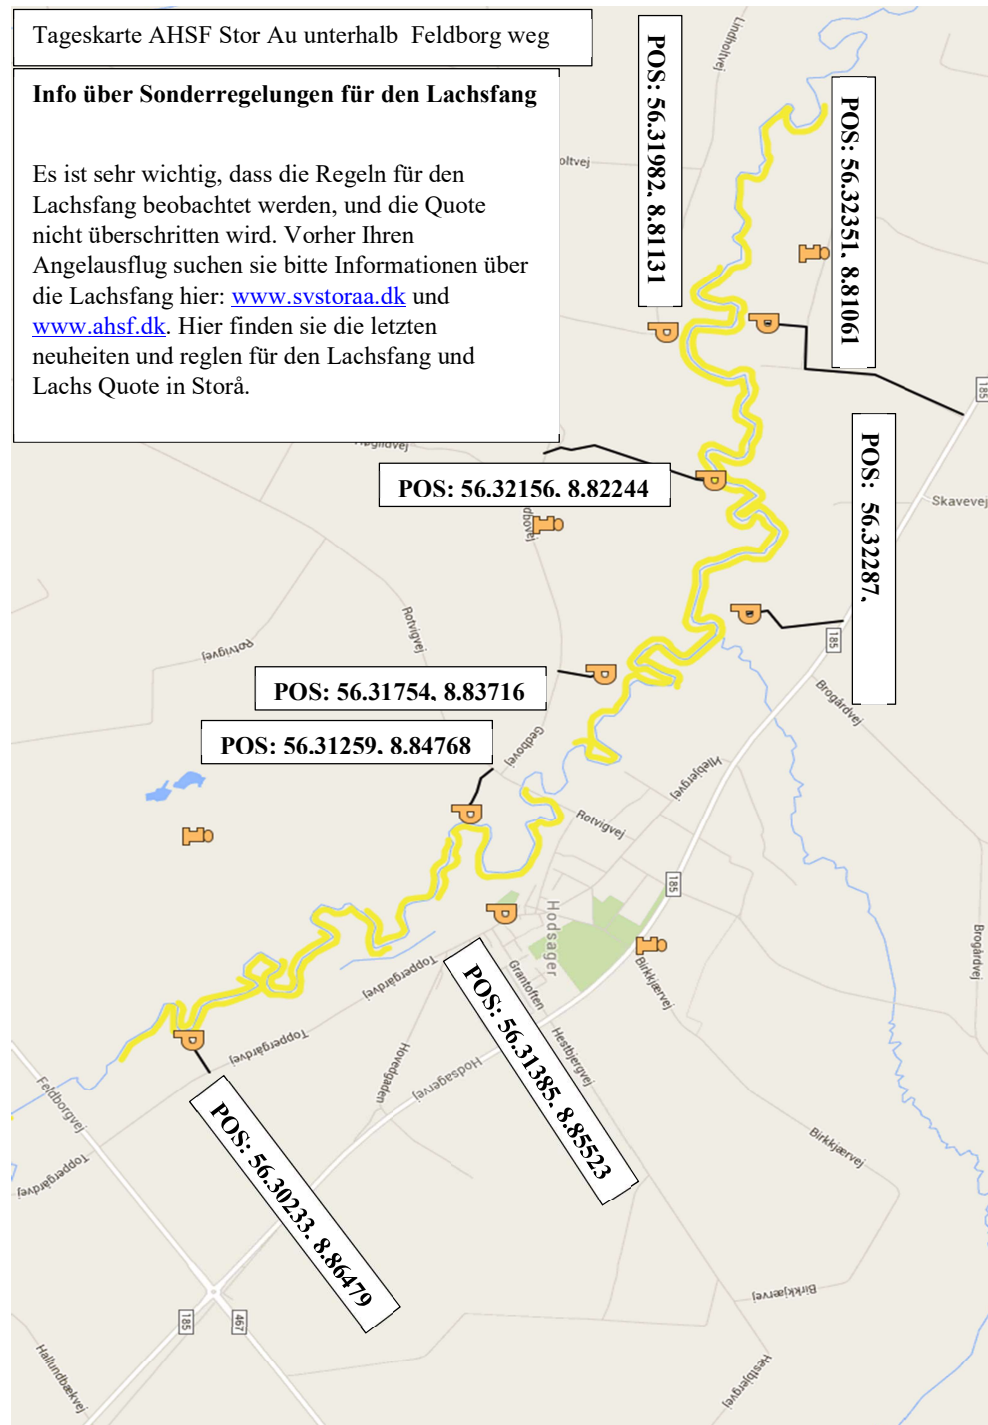 Tageskarte AHSF Stor Au unterhalb Feldborg weg
Info über Sonderregelungen für den Lachsfang
Es ist sehr wichtig, dass die Regeln für den
Lachsfang beobachtet werden, und die Quote
nicht überschritten wird. Vorher Ihren
Angelausflug suchen sie bitte Informationen über
die Lachsfang hier: www.svstoraa.dk und
www.ahsf.dk. Hier finden sie die letzten
neuheiten und reglen für den Lachsfang und
Lachs Quote in Storå.
Lindholtvej
oltvej
POS: 56.31982, 8.81131
POS: 56.32351, 8.81061
P
P
185
POS: 56.32156, 8.82244
P
POS: 56.32287,
Skavevej
dbovej
Rotvigvej
Rotvigvej
P
185
POS: 56.31754, 8.83716
P
Brogårdvej
POS: 56.31259, 8.84768
Gedbovej
Hlebjergvej
P
Rotvigvej
185
P
Hodsager
Brogårdvej
Toppergårdvej
Grantoften
Birkkjærvej
POS: 56.31385, 8.85523
Hestbjergvej
P
Toppergårdvej
Hovedgaden
Hodsagervej
Feldborgvej
POS: 56.30233, 8.86479
Birkkjærvej
Toppergårdvej
Birkkjærvej
185
467
Hallundbækvej
Hestbjergvej